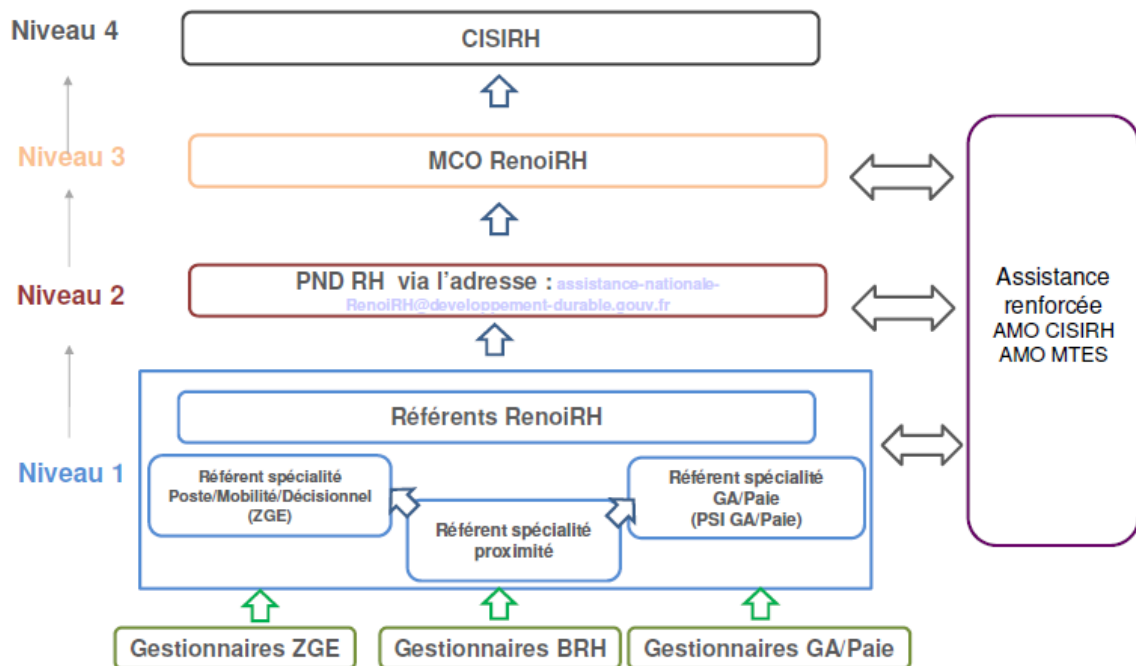 Niveau 4
CISIRH
Niveau 3
MCO RenoiRH
Niveau 2
PND RH via l'adresse : assistance-nationale-
RenoiRH@developpement-durable.gouv.fr
Assistance
renforcée
AMO CISIRH
AMO MTES
Niveau 1
Référents RenoiRH
Référent spécialité
Poste/Mobilité/Décisionnel
(ZGE)
Référent spécialité
proximité
Référent spécialité
GA/Paie
(PSI GA/Paie)
Gestionnaires ZGE
Gestionnaires BRH
Gestionnaires GA/Paie